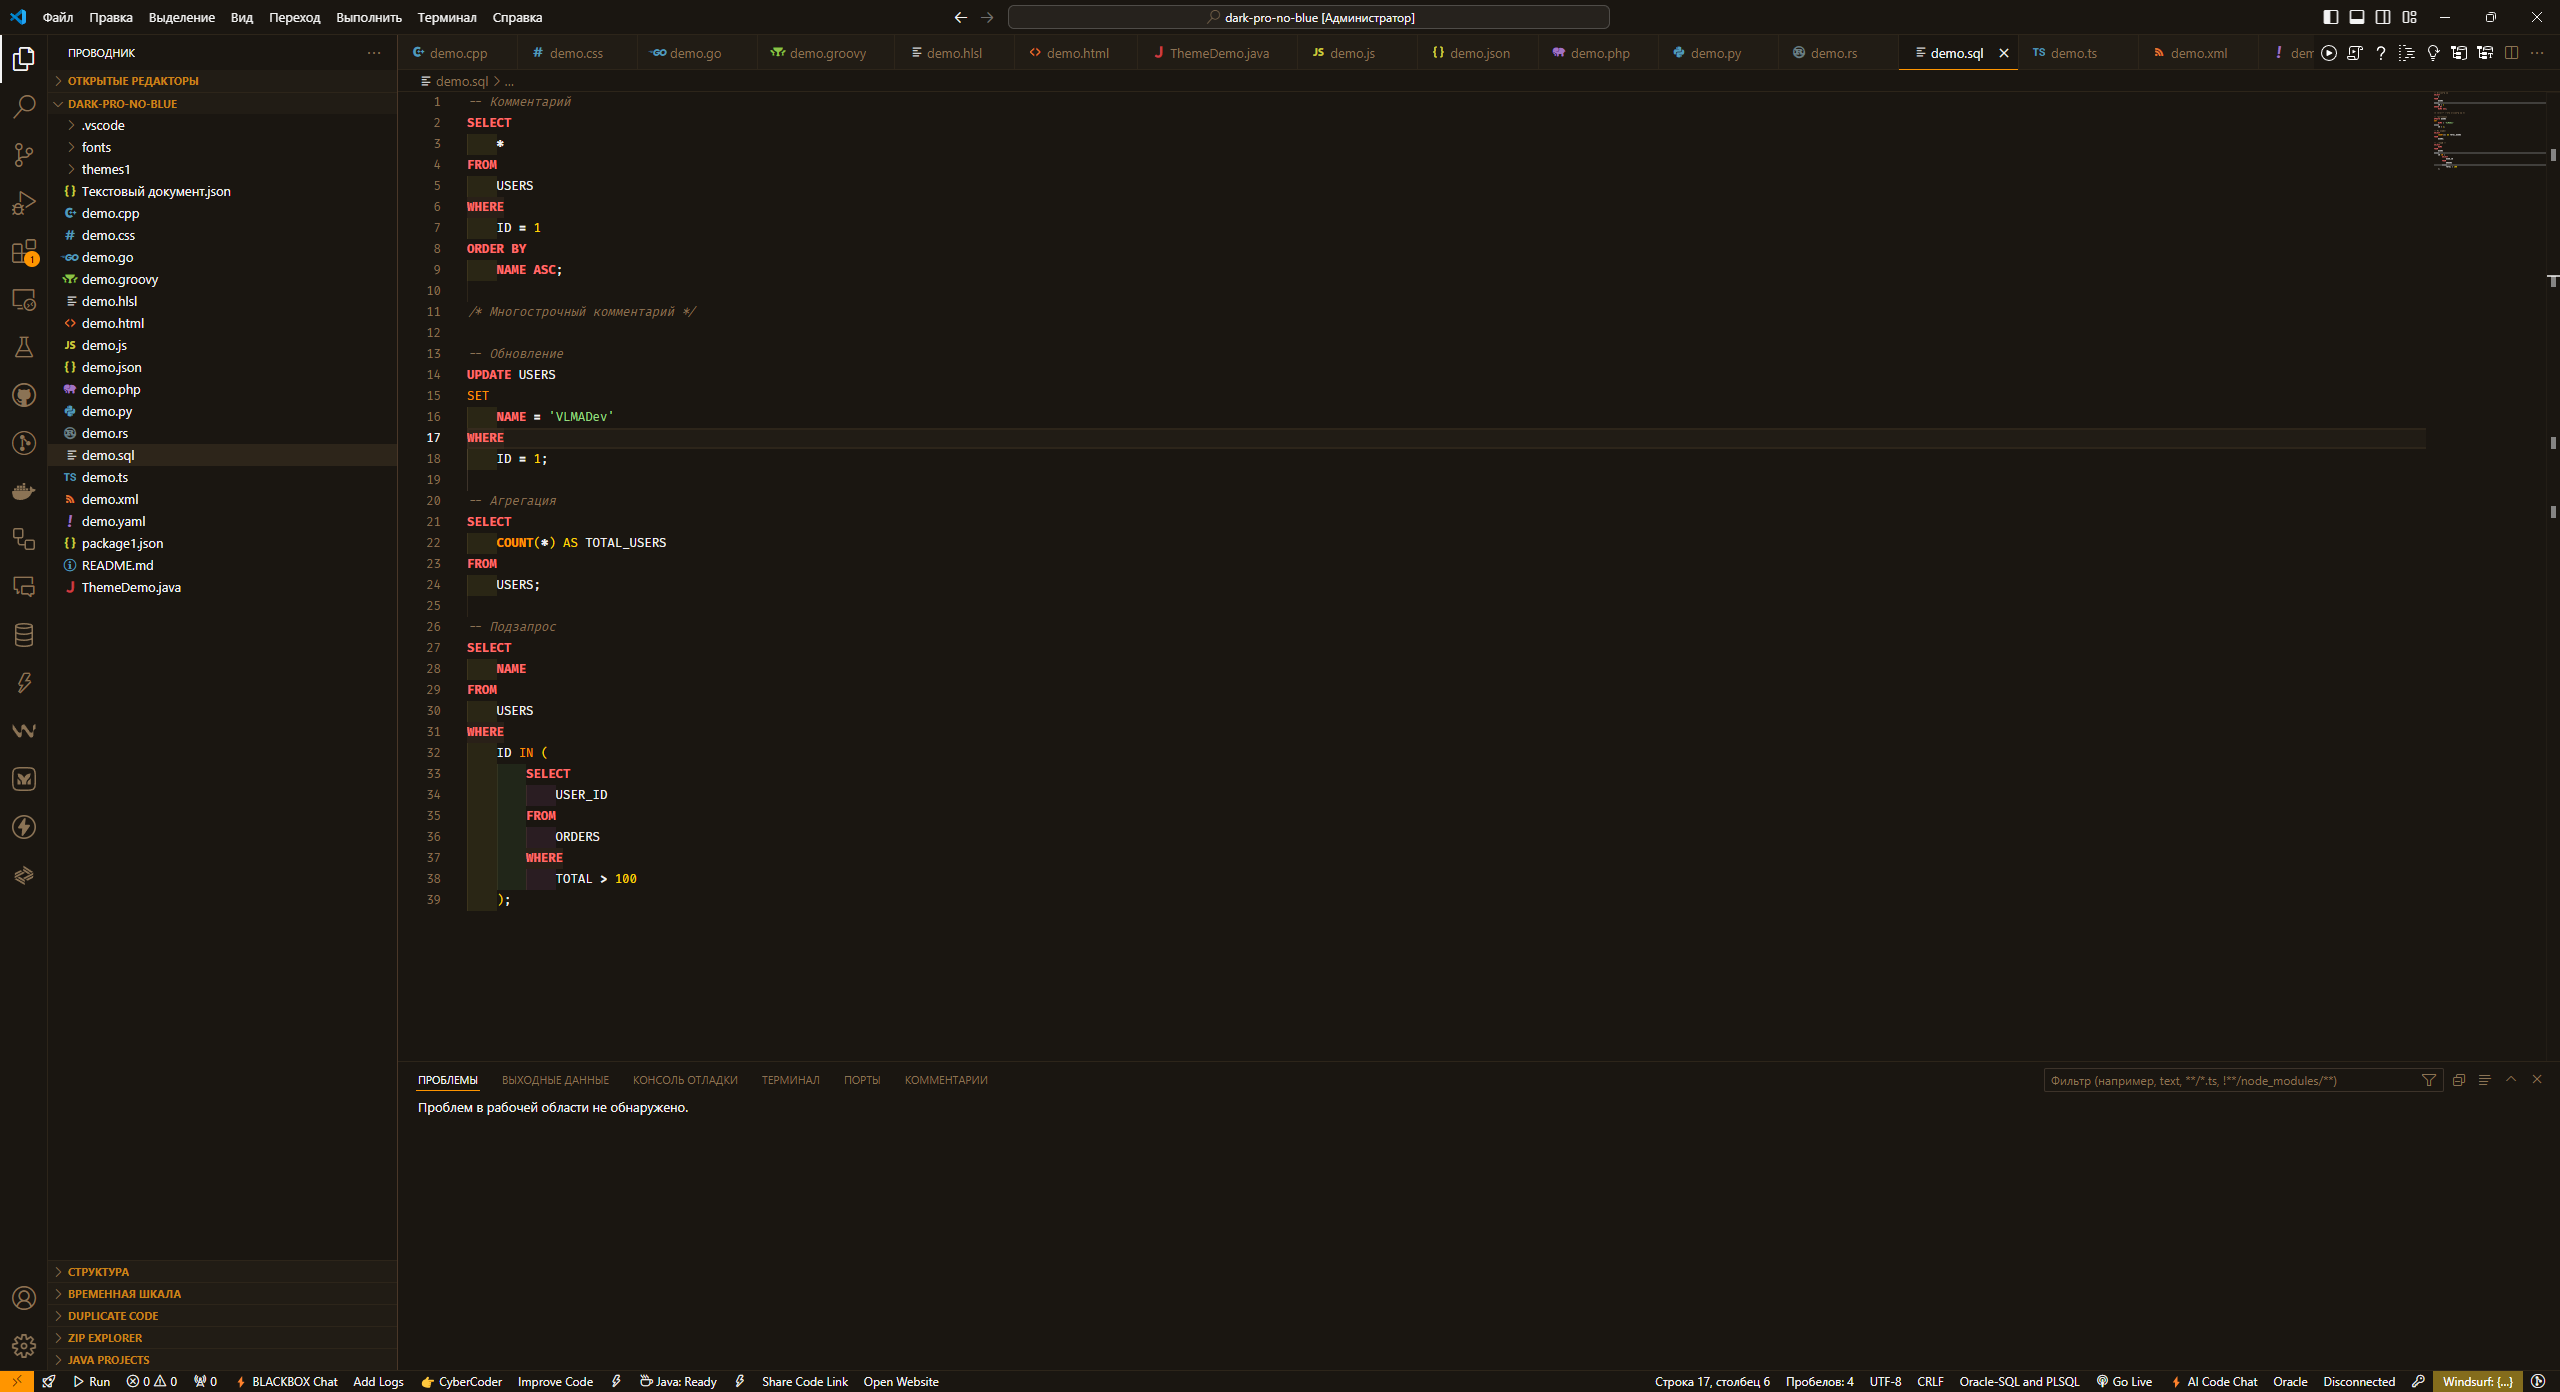 Файл Правка Выделение Вид Переход Выполнить Терминал Справка
dark-pro-no-blue [Администратор]
ПРОВОДНИК
ОТКРЫТЫЕ РЕДАКТОРЫ
DARK-PRO-NO-BLUE
.vscode
fonts
themes1
Текстовый документ.json
demo.cpp
demo.css
demo.go
demo.groovy
demo.hlsl
demo.html
demo.js
demo.json
demo.php
demo.py
demo.rs
demo.sql
demo.ts
demo.xml
demo.yaml
package1.json
README.md
ThemeDemo.java
СТРУКТУРА
ВРЕМЕННАЯ ШКАЛА
DUPLICATE CODE
ZIP EXPLORER
JAVA PROJECTS
demo.cpp demo.css demo.go demo.groovy demo.hlsl demo.html ThemeDemo.java demo.js demo.json demo.php demo.py demo.rs demo.sql demo.ts demo.xml dem
demo.sql > ...
1 -- Комментарий
2 SELECT
3 *
4 FROM
5 USERS
6 WHERE
7 ID = 1
8 ORDER BY
9 NAME ASC;
10
11 /* Многострочный комментарий */
12
13 -- Обновление
14 UPDATE USERS
15 SET
16 NAME = 'VLMADev'
17 WHERE
18 ID = 1;
19
20 -- Агрегация
21 SELECT
22 COUNT(*) AS TOTAL_USERS
23 FROM
24 USERS;
25
26 -- Подзапрос
27 SELECT
28 NAME
29 FROM
30 USERS
31 WHERE
32 ID IN (
33 SELECT
34 USER_ID
35 FROM
36 ORDERS
37 WHERE
38 TOTAL > 100
39 );
ПРОБЛЕМЫ ВЫХОДНЫЕ ДАННЫЕ КОНСОЛЬ ОТЛАДКИ ТЕРМИНАЛ ПОРТЫ КОММЕНТАРИИ
Фильтр (например, text, **/*.ts, !**/node_modules/**)
Проблем в рабочей области не обнаружено.
Run 0 0 0 BLACKBOX Chat Add Logs CyberCoder Improve Code Java: Ready Share Code Link Open Website
Строка 17, столбец 6 Пробелов: 4 UTF-8 CRLF Oracle-SQL and PLSQL Go Live AI Code Chat Oracle Disconnected Windsurf: {...}